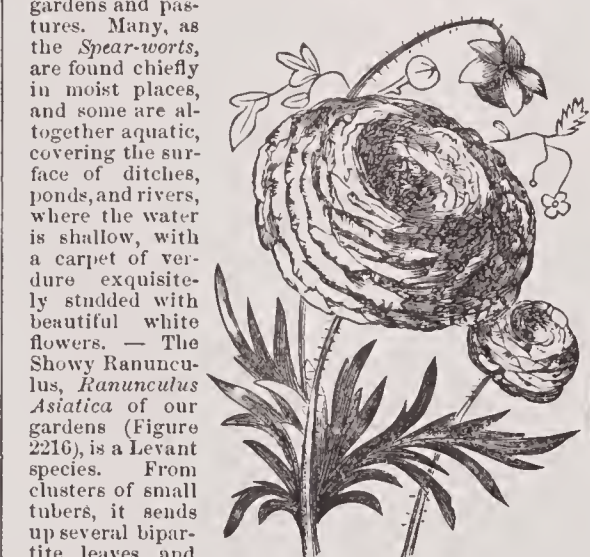 gardens and pas-
tures. Many, as
the Spear-worts,
are found chiefly
in moist places,
and some are al-
together aquatic,
covering the sur-
face of ditches,
ponds, and rivers,
where the water
is shallow, with
a carpet of ver-
dure exquisite-
ly studded with
beautiful white
flowers. — The
Showy Ranuncu-
lus, Ranunculus
Asiatica of our
gardens (Figure
2216), is a Levant
species. From
clusters of small
tubers, it sends
up several bipar-
tite leaves and